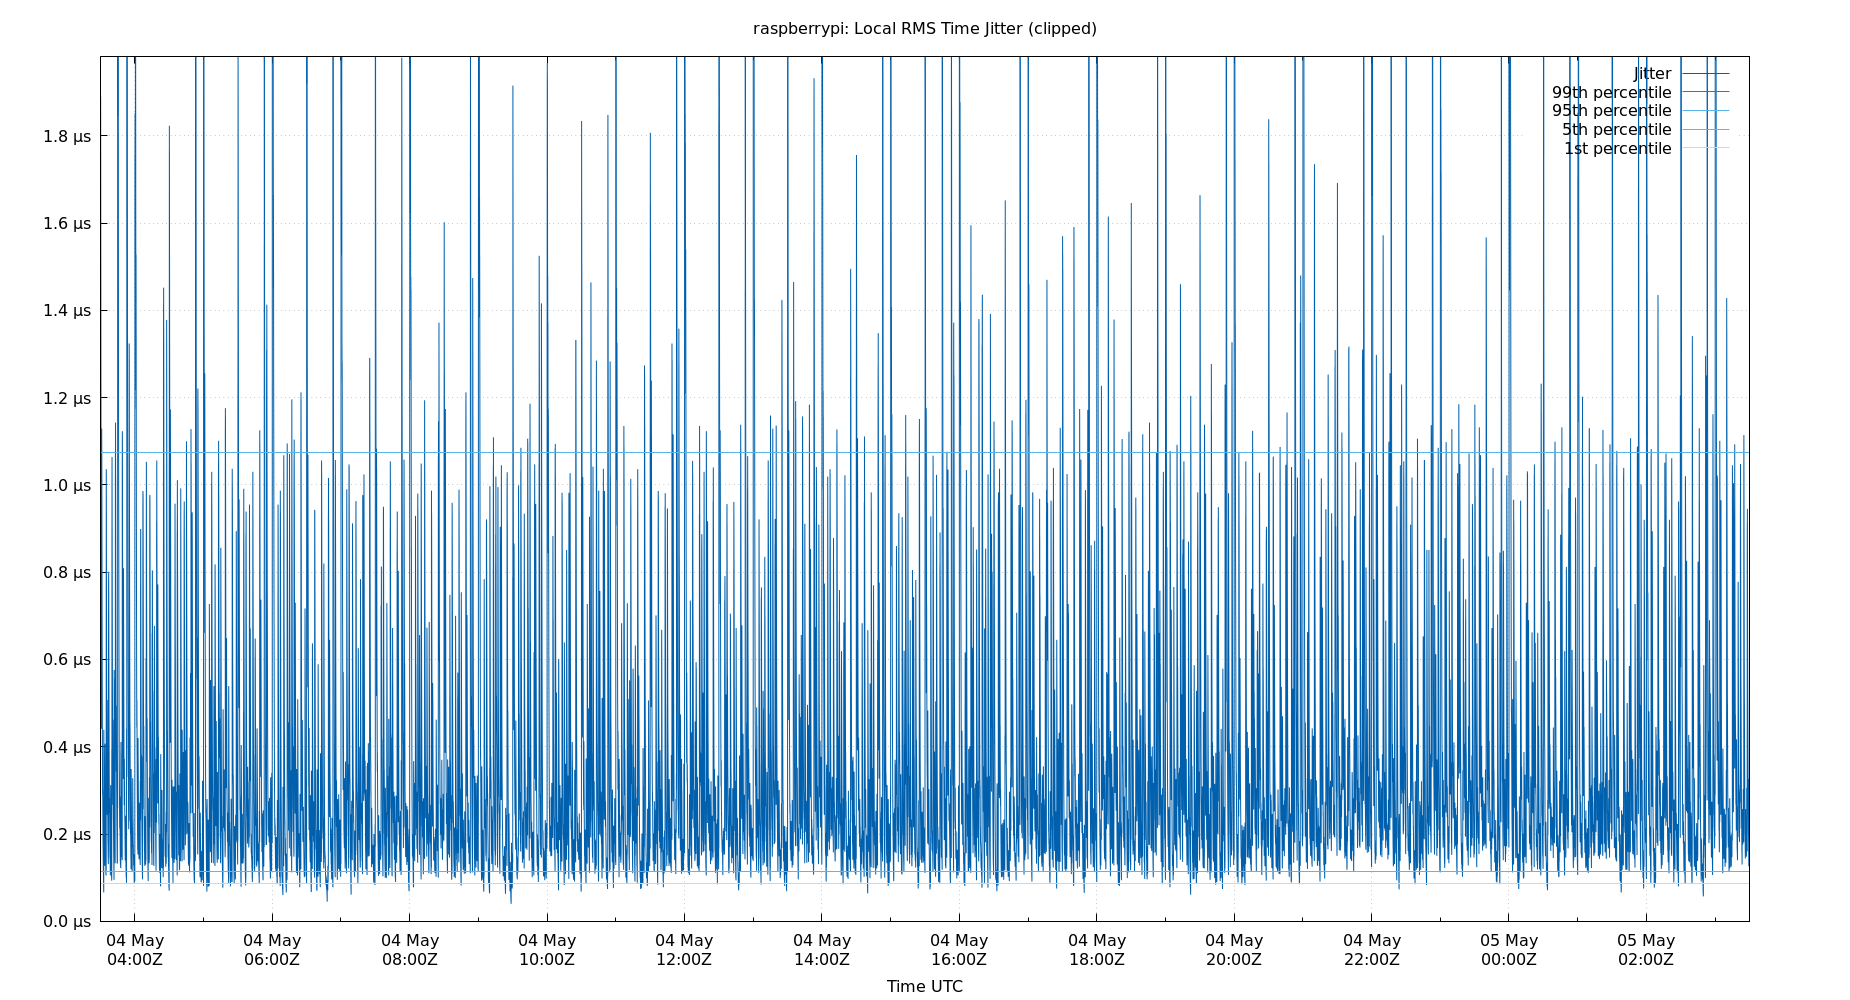 raspberrypi: Local RMS Time Jitter (clipped)
Jitter
99th percentile
95th percentile
5th percentile
1st percentile
1.8 µs
1.6 µs
1.4 µs
1.2 µs
1.0 µs
0.8 µs
0.6 µs
0.4 µs
0.2 µs
0.0 µs
04 May 04 May 04 May 04 May 04 May 04 May 04 May 04 May 04 May 04 May 05 May 05 May
04:00Z 06:00Z 08:00Z 10:00Z 12:00Z 14:00Z 16:00Z 18:00Z 20:00Z 22:00Z 00:00Z 02:00Z
Time UTC